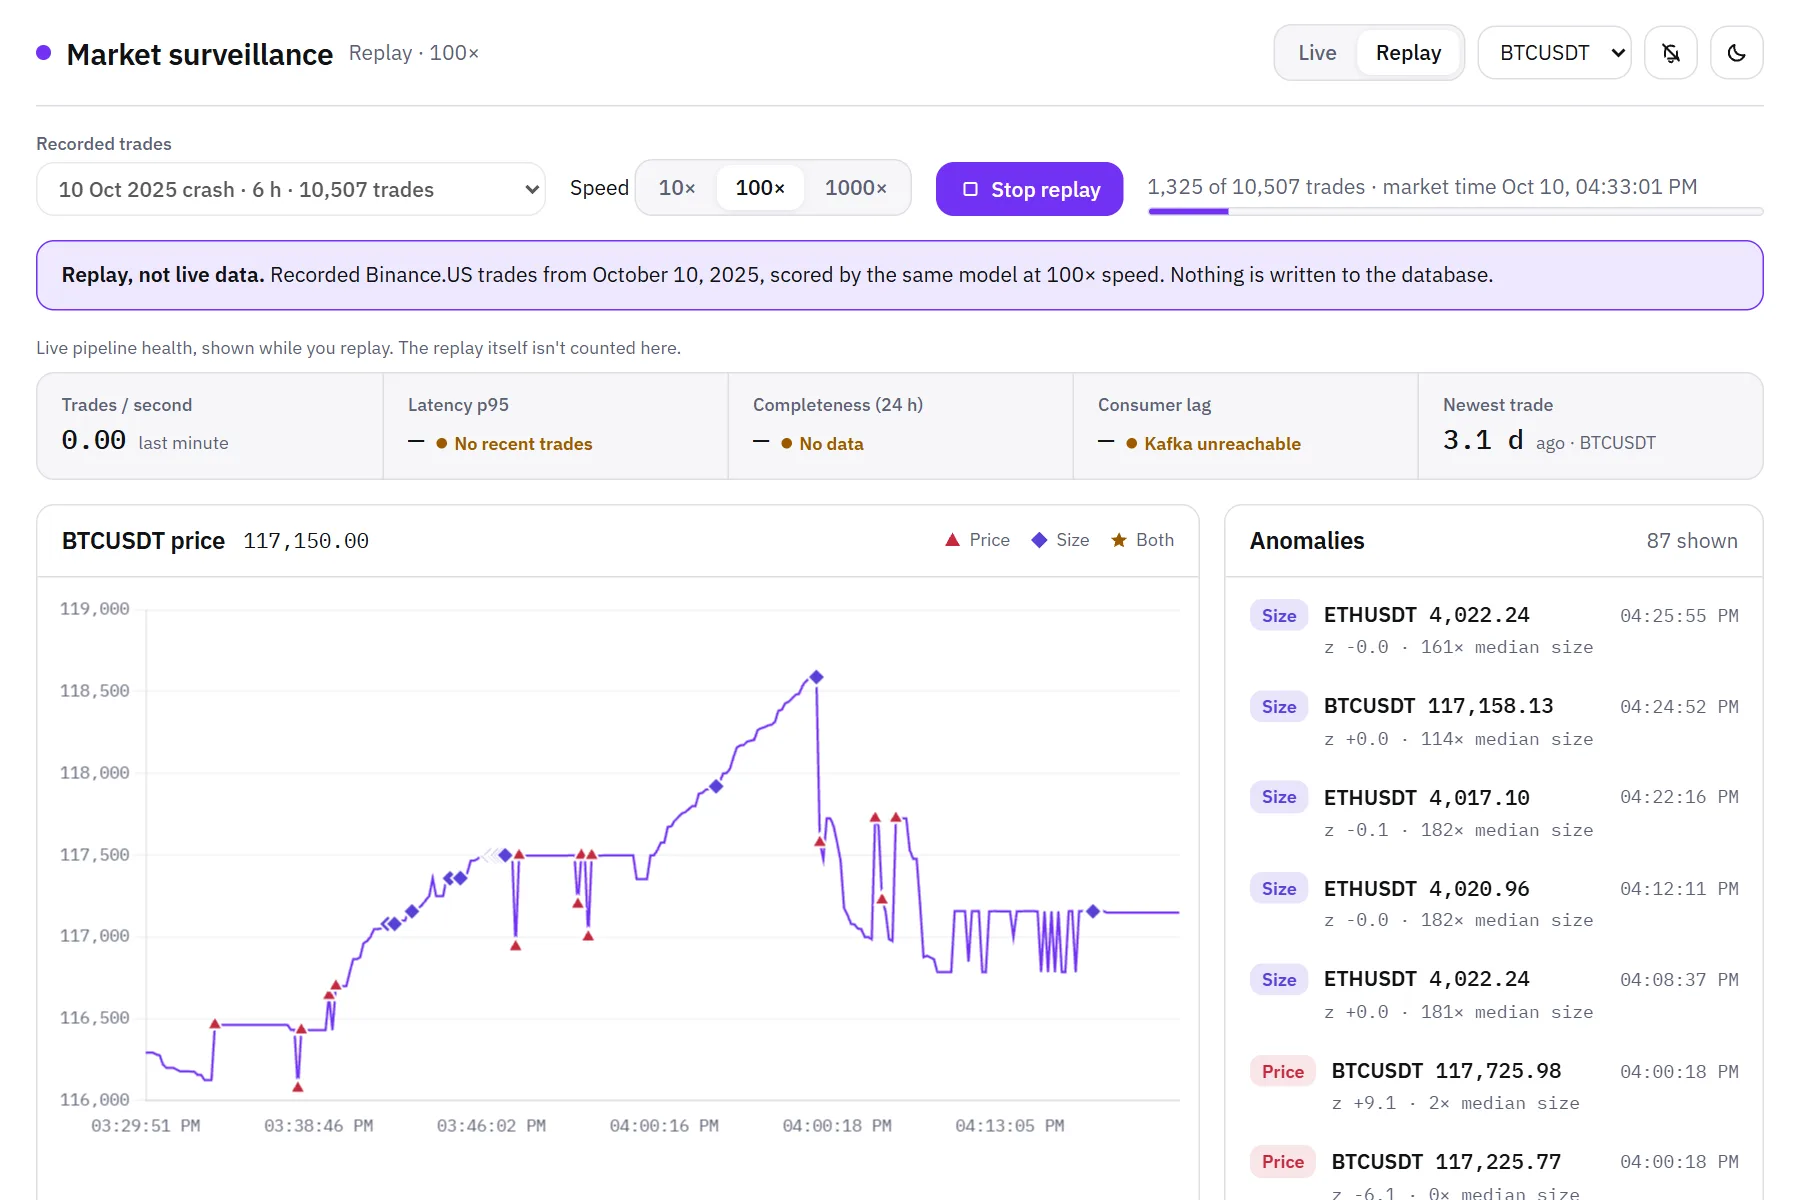 Market surveillance Replay · 100×
Live Replay BTCUSDT
Recorded trades
10 Oct 2025 crash · 6 h · 10,507 trades
Speed 10× 100× 1000×
Stop replay
1,325 of 10,507 trades · market time Oct 10, 04:33:01 PM
Replay, not live data. Recorded Binance.US trades from October 10, 2025, scored by the same model at 100× speed. Nothing is written to the database.
Live pipeline health, shown while you replay. The replay itself isn't counted here.
Trades / second
0.00 last minute
Latency p95
— No recent trades
Completeness (24 h)
— No data
Consumer lag
— Kafka unreachable
Newest trade
3.1 d ago · BTCUSDT
BTCUSDT price 117,150.00
Price Size Both
119,000
118,500
118,000
117,500
117,000
116,500
116,000
03:29:51 PM 03:38:46 PM 03:46:02 PM 04:00:16 PM 04:00:18 PM 04:13:05 PM
Anomalies 87 shown
Size ETHUSDT 4,022.24 04:25:55 PM
z -0.0 · 161× median size
Size BTCUSDT 117,158.13 04:24:52 PM
z +0.0 · 114× median size
Size ETHUSDT 4,017.10 04:22:16 PM
z -0.1 · 182× median size
Size ETHUSDT 4,020.96 04:12:11 PM
z -0.0 · 182× median size
Size ETHUSDT 4,022.24 04:08:37 PM
z +0.0 · 181× median size
Price BTCUSDT 117,725.98 04:00:18 PM
z +9.1 · 2× median size
Price BTCUSDT 117,225.77 04:00:18 PM
z -6.1 · 0× median size